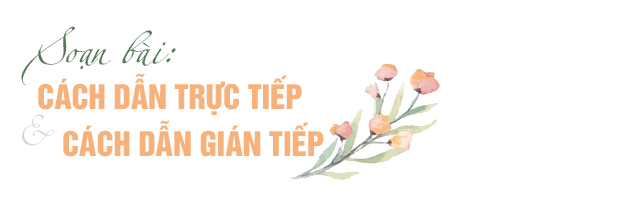 Soạn bài:
CÁCH DẪN TRỰC TIẾP
& CÁCH DẪN GIÁN TIẾP